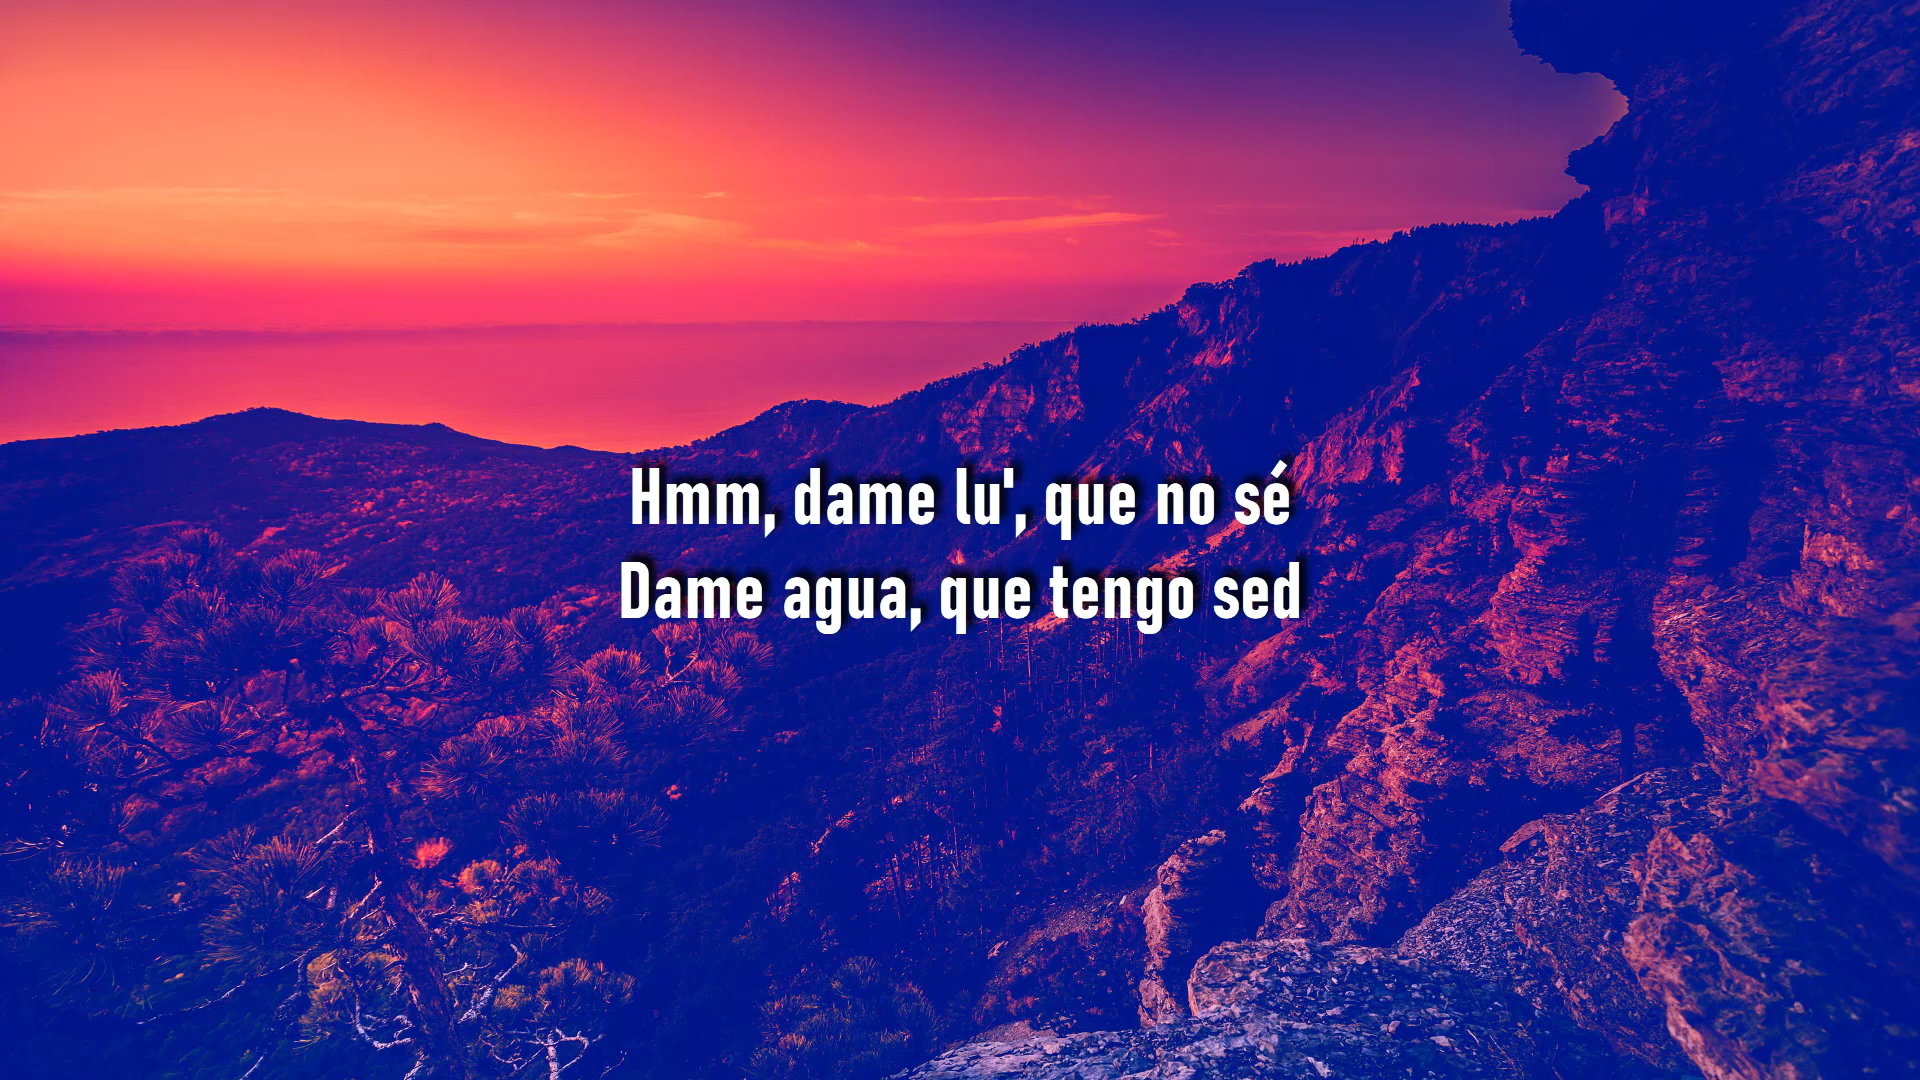 Hmm, dame lu', que no sé
Dame agua, que tengo sed